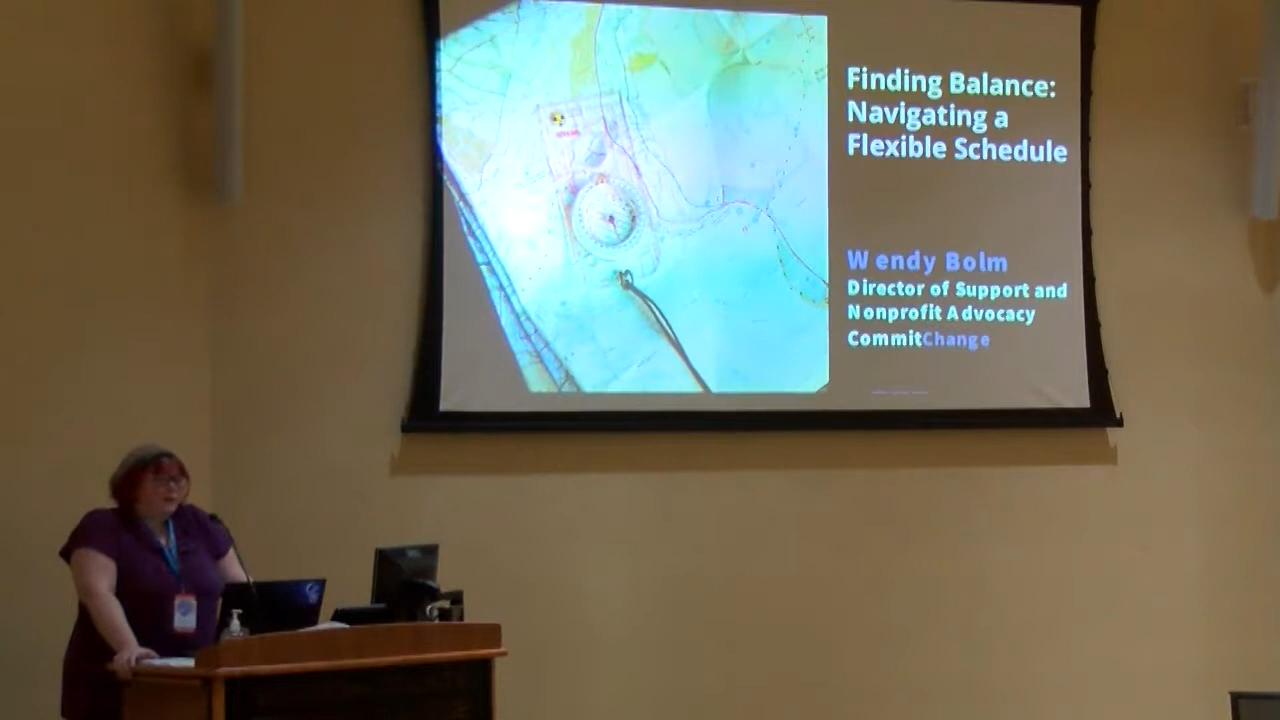 Finding Balance:
Navigating a
Flexible Schedule
Wendy Bolm
Director of Support and
Nonprofit Advocacy
CommitChange